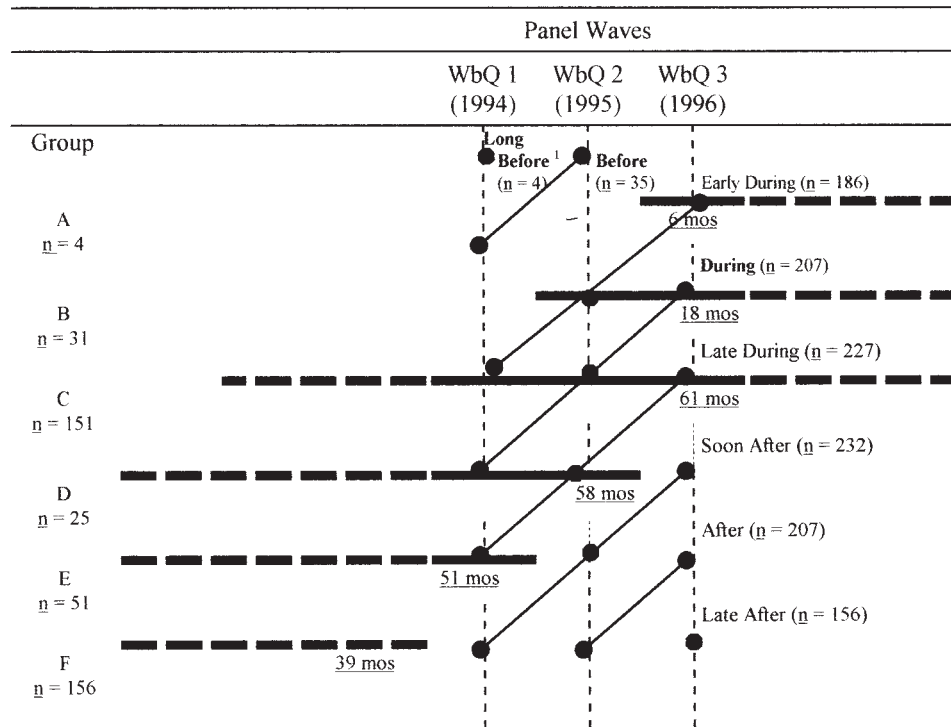 Panel Waves
WbQ 1 WbQ 2 WbQ 3
(1994) (1995) (1996)
Group
Long
Before 1 Before
(n = 4) (n = 35)
Early During (n = 186)
A
n = 4
6 mos
During (n = 207)
B
n = 31
18 mos
Late During (n = 227)
C
n = 151
61 mos
Soon After (n = 232)
D
n = 25
58 mos
After (n = 207)
E
n = 51
51 mos
Late After (n = 156)
F
n = 156
39 mos